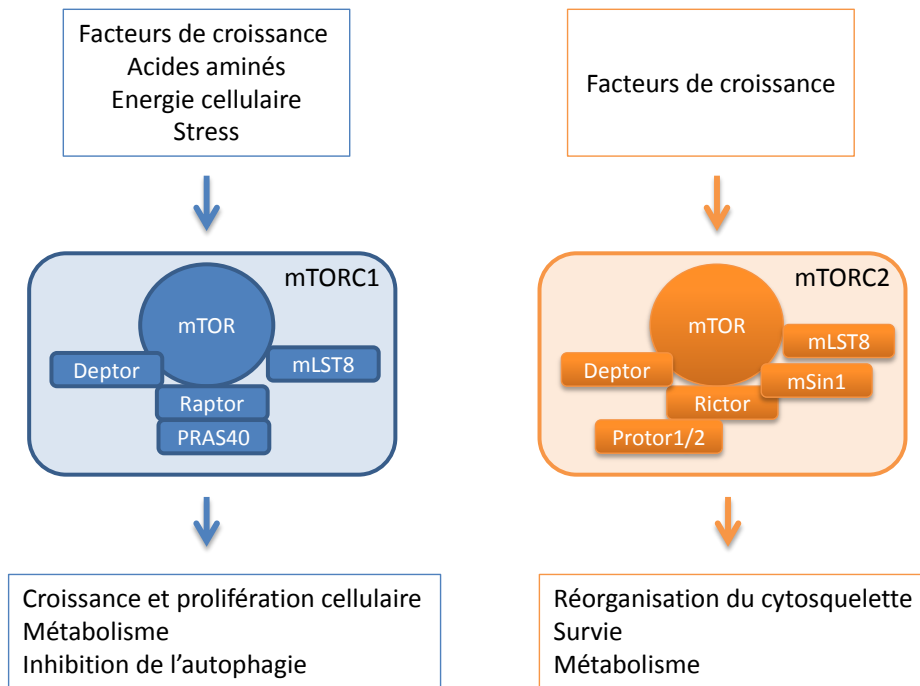 Facteurs de croissance
Acides aminés
Energie cellulaire
Stress
mTORC1
mTOR
mLST8
Deptor
Raptor
PRAS40
Croissance et prolifération cellulaire
Métabolisme
Inhibition de l'autophagie
Facteurs de croissance
mTORC2
mTOR
mLST8
Deptor
mSin1
Rictor
Protor1/2
Réorganisation du cytosquelette
Survie
Métabolisme